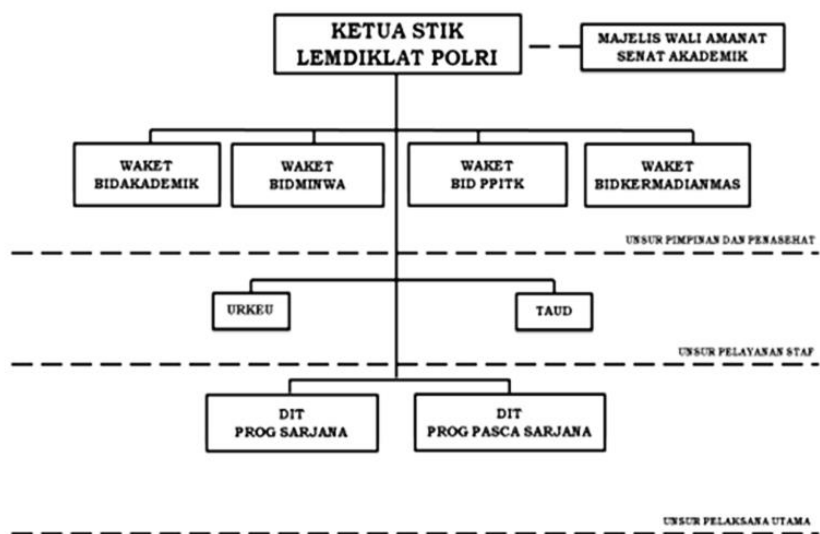 KETUA STIK
LEMDIKLAT POLRI
MAJELIS WALI AMANAT
SENAT AKADEMIK
WAKET
BIDAKADEMIK
WAKET
BIDMINWA
WAKET
BID PPITK
WAKET
BIDKERMADIANMAS
UNSUR PIMPINAN DAN PENASEHAT
URKEU
TAUD
UNSUR PELAYANAN STAF
DIT
PROG SARJANA
DIT
PROG PASCA SARJANA
UNSUR PELAKSANA UTAMA